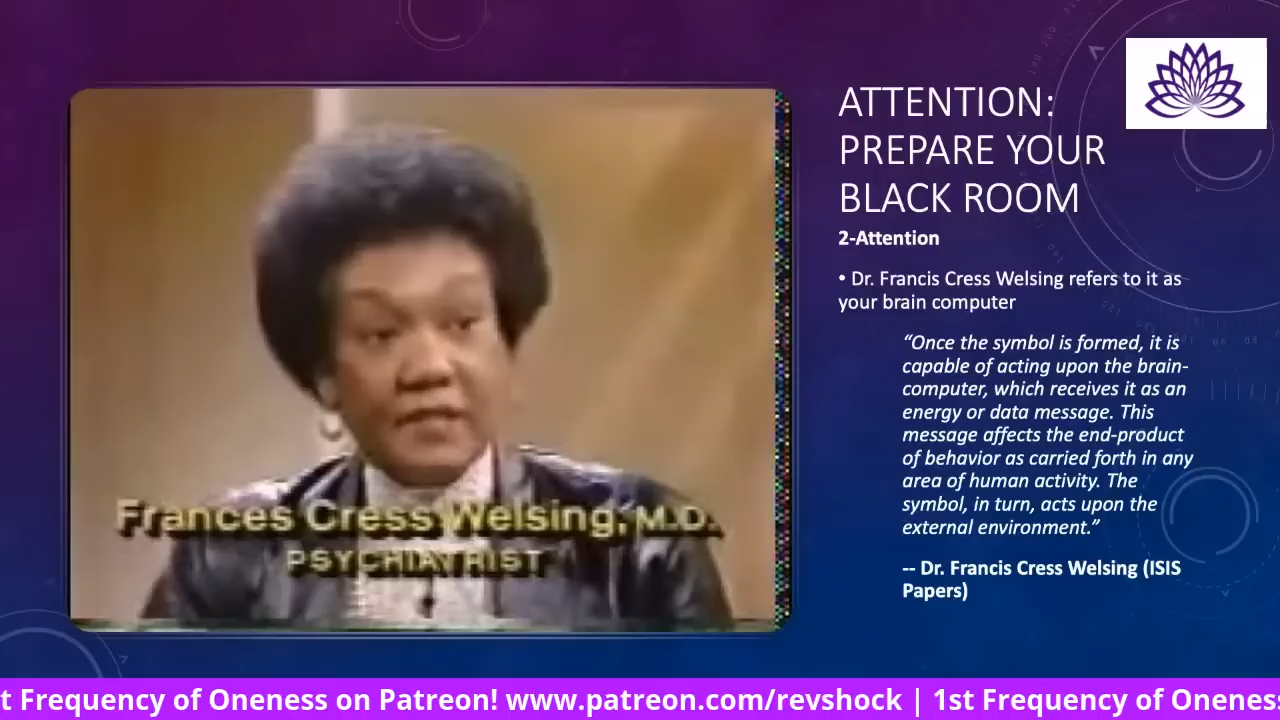 ATTENTION:
PREPARE YOUR
BLACK ROOM
2-Attention
• Dr. Francis Cress Welsing refers to it as
your brain computer
“Once the symbol is formed, it is
capable of acting upon the brain-
computer, which receives it as an
energy or data message. This
message affects the end-product
of behavior as carried forth in any
area of human activity. The
symbol, in turn, acts upon the
external environment.”
-- Dr. Francis Cress Welsing (ISIS
Papers)
Frances Cress Welsing, M.D.
PSYCHIATRIST
t Frequency of Oneness on Patreon! www.patreon.com/revshock | 1st Frequency of Oneness